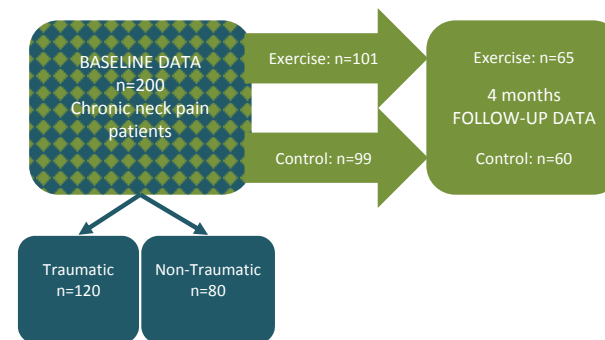 BASELINE DATA
n=200
Chronic neck pain
patients
Exercise: n=101
Control: n=99
Exercise: n=65
4 months
FOLLOW-UP DATA
Control: n=60
Traumatic
n=120
Non-Traumatic
n=80